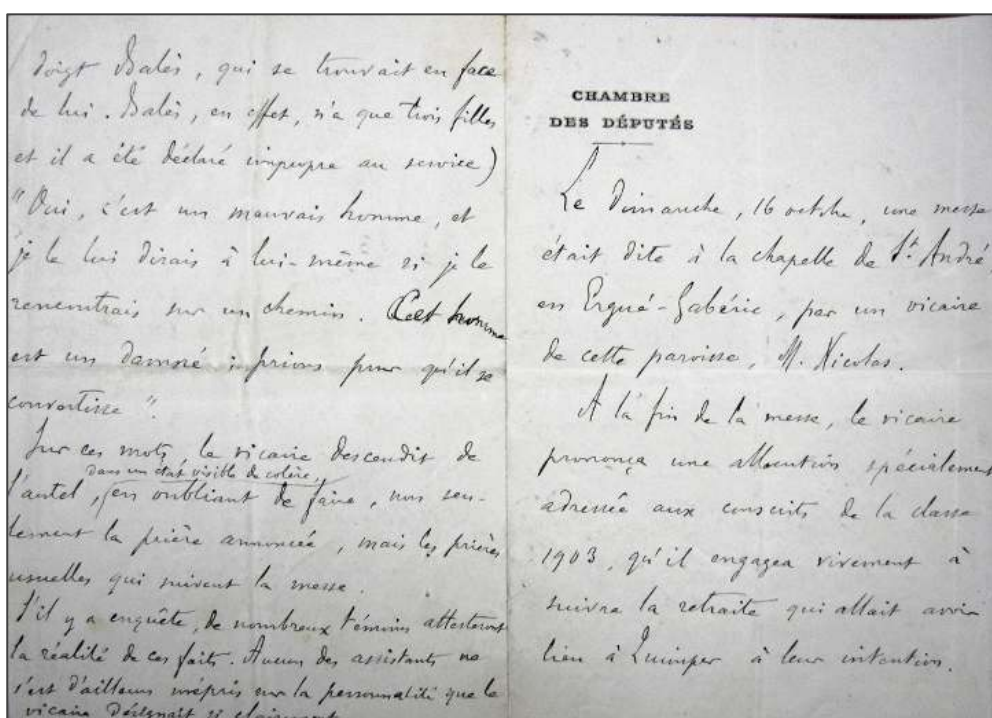 doigt Balès, qui se trouvait en face
de lui. Balès, en effet, n'a que trois filles
et il a été déclaré impropre au service)
"Oui, c'est un mauvais homme, et
je le lui dirais à lui-même si je le
rencontrais sur un chemin. Cet homme
est un damné ; prions pour qu'il se
convertisse".
Sur ces mots, le vicaire descendit de
dans un état visible de colère,
l'autel, en oubliant de faire, non seu-
lement la prière annoncée, mais les prières
usuelles qui suivent la messe.
S'il y a enquête, de nombreux témoins attesteront
la réalité de ces faits. Aucun des assistants ne
s'est d'ailleurs mépris sur la personnalité que le
vicaire désignait si clairement
CHAMBRE
DES DÉPUTÉS
Le Dimanche, 16 octobre, une messe
était dite à la chapelle de St. André,
en Ergué-Gabéric, par un vicaire
de cette paroisse, M. Nicolas.
A la fin de la messe, le vicaire
prononça une allocution spécialement
adressée aux conscrits de la classe
1903, qu'il engagea vivement à
suivre la retraite qui allait avoir
lieu à Quimper à leur intention.